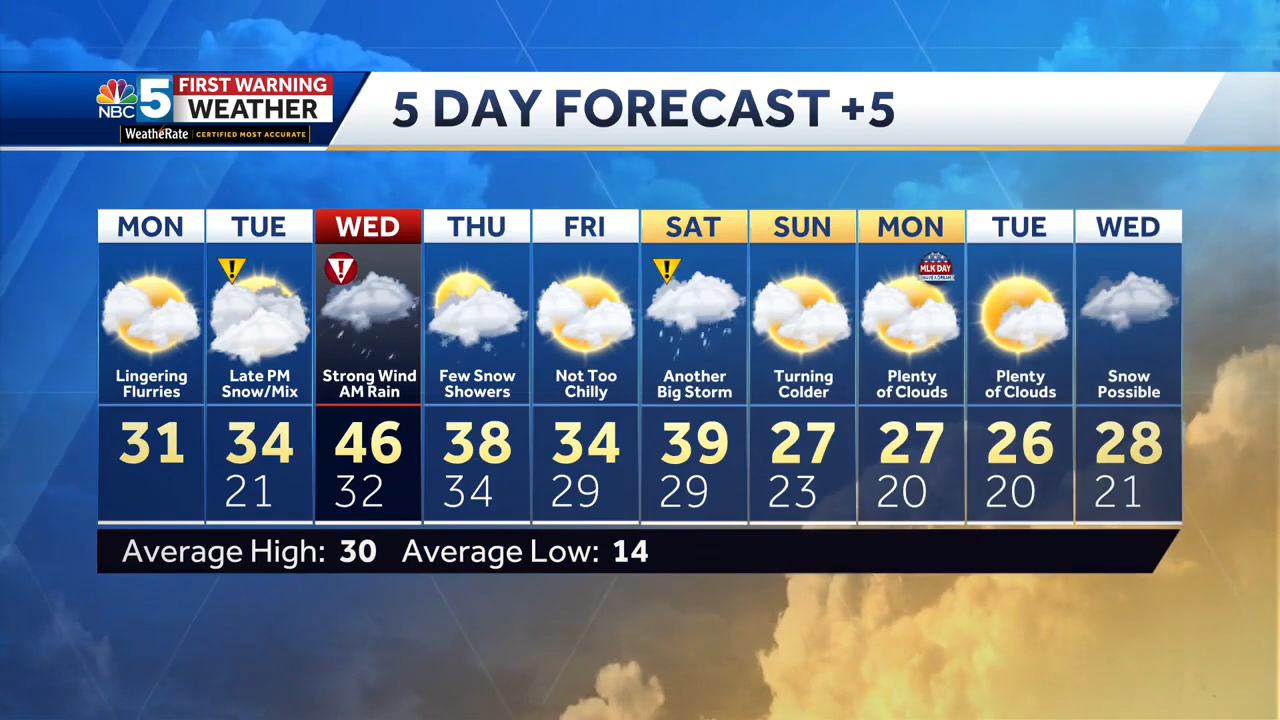 FIRST WARNING
NBC 5 WEATHER
WeatheRate CERTIFIED MOST ACCURATE
5 DAY FORECAST +5
MON TUE WED THU FRI SAT SUN MON TUE WED
! ! ! MLK DAY
Lingering Late PM Strong Wind Few Snow Not Too Another Turning Plenty Plenty Snow
Flurries Snow/Mix AM Rain Showers Chilly Big Storm Colder of Clouds of Clouds Possible
31 34 46 38 34 39 27 27 26 28
21 32 34 29 29 23 20 20 21
Average High: 30 Average Low: 14